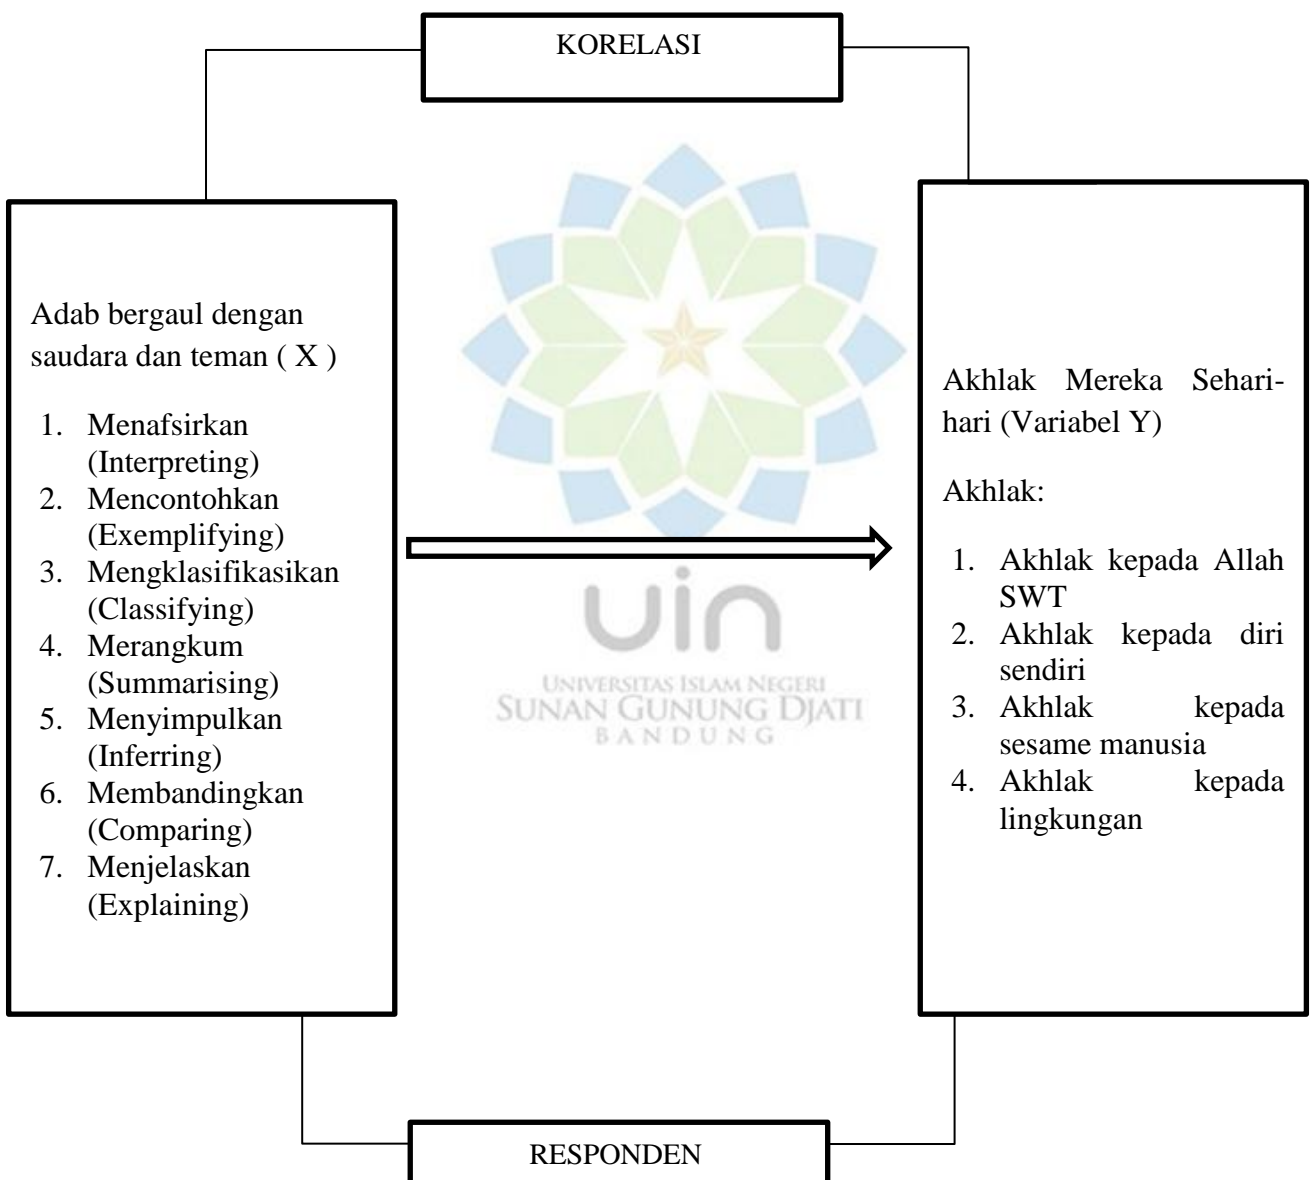 KORELASI
Adab bergaul dengan
saudara dan teman ( X )
1. Menafsirkan
(Interpreting)
2. Mencontohkan
(Exemplifying)
3. Mengklasifikasikan
(Classifying)
4. Merangkum
(Summarising)
5. Menyimpulkan
(Inferring)
6. Membandingkan
(Comparing)
7. Menjelaskan
(Explaining)
uin
UNIVERSITAS ISLAM NEGERI
SUNAN GUNUNG DJATI
BANDUNG
Akhlak Mereka Sehari-
hari (Variabel Y)
Akhlak:
1. Akhlak kepada Allah
SWT
2. Akhlak kepada diri
sendiri
3. Akhlak kepada
sesame manusia
4. Akhlak kepada
lingkungan
RESPONDEN